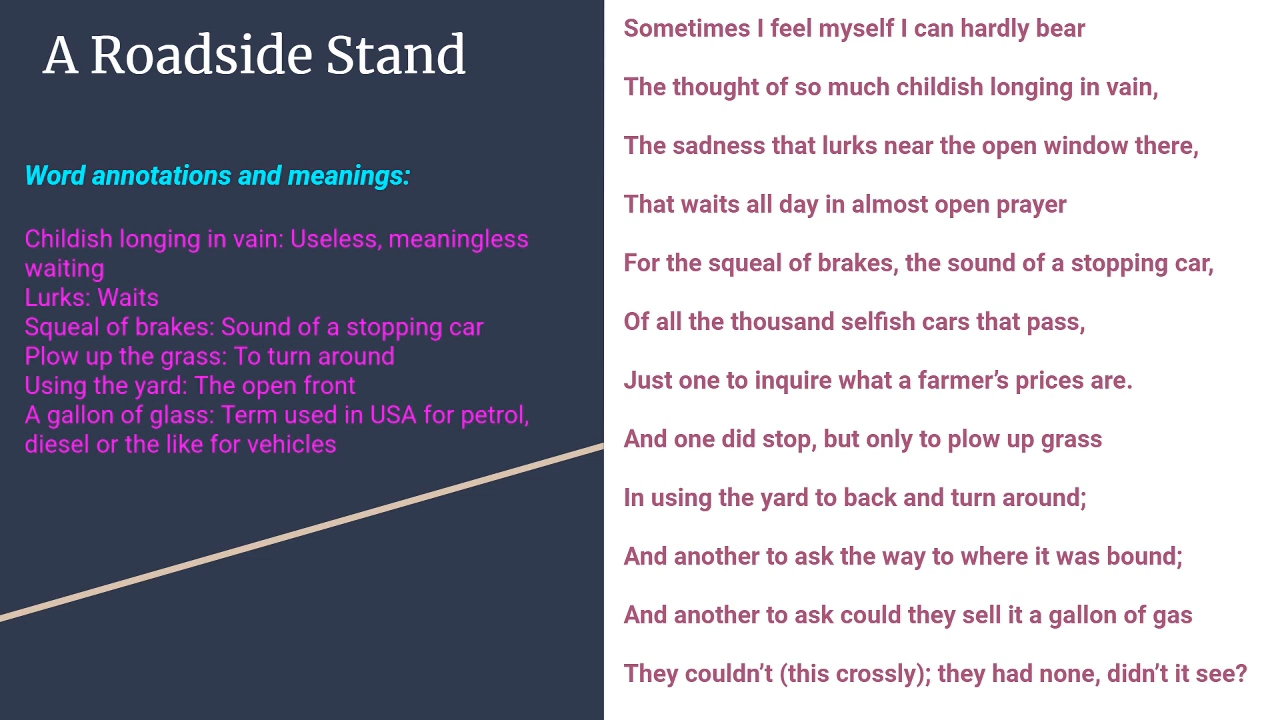 A Roadside Stand
Word annotations and meanings:
Childish longing in vain: Useless, meaningless
waiting
Lurks: Waits
Squeal of brakes: Sound of a stopping car
Plow up the grass: To turn around
Using the yard: The open front
A gallon of glass: Term used in USA for petrol,
diesel or the like for vehicles
Sometimes I feel myself I can hardly bear
The thought of so much childish longing in vain,
The sadness that lurks near the open window there,
That waits all day in almost open prayer
For the squeal of brakes, the sound of a stopping car,
Of all the thousand selfish cars that pass,
Just one to inquire what a farmer’s prices are.
And one did stop, but only to plow up grass
In using the yard to back and turn around;
And another to ask the way to where it was bound;
And another to ask could they sell it a gallon of gas
They couldn’t (this crossly); they had none, didn’t it see?